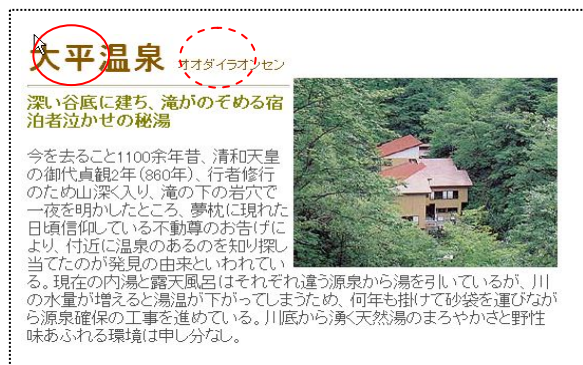 大平温泉 オオダイラオンセン
深い谷底に建ち、滝がのぞめる宿
泊者泣かせの秘湯
今を去ること1100余年昔、清和天皇
の御代貞観2年(860年)、行者修行
のため山深く入り、滝の下の岩穴で
一夜を明かしたところ、夢枕に現れた
日頃信仰している不動尊のお告げに
より、付近に温泉のあるのを知り探し
当てたのが発見の由来といわれてい
る。現在の内湯と露天風呂はそれぞれ違う源泉から湯を引いているが、川
の水量が増えると湯温が下がってしまうため、何年も掛けて砂袋を運びなが
ら源泉確保の工事を進めている。川底から湧く天然湯のまろやかさと野性
味あふれる環境は申し分なし。